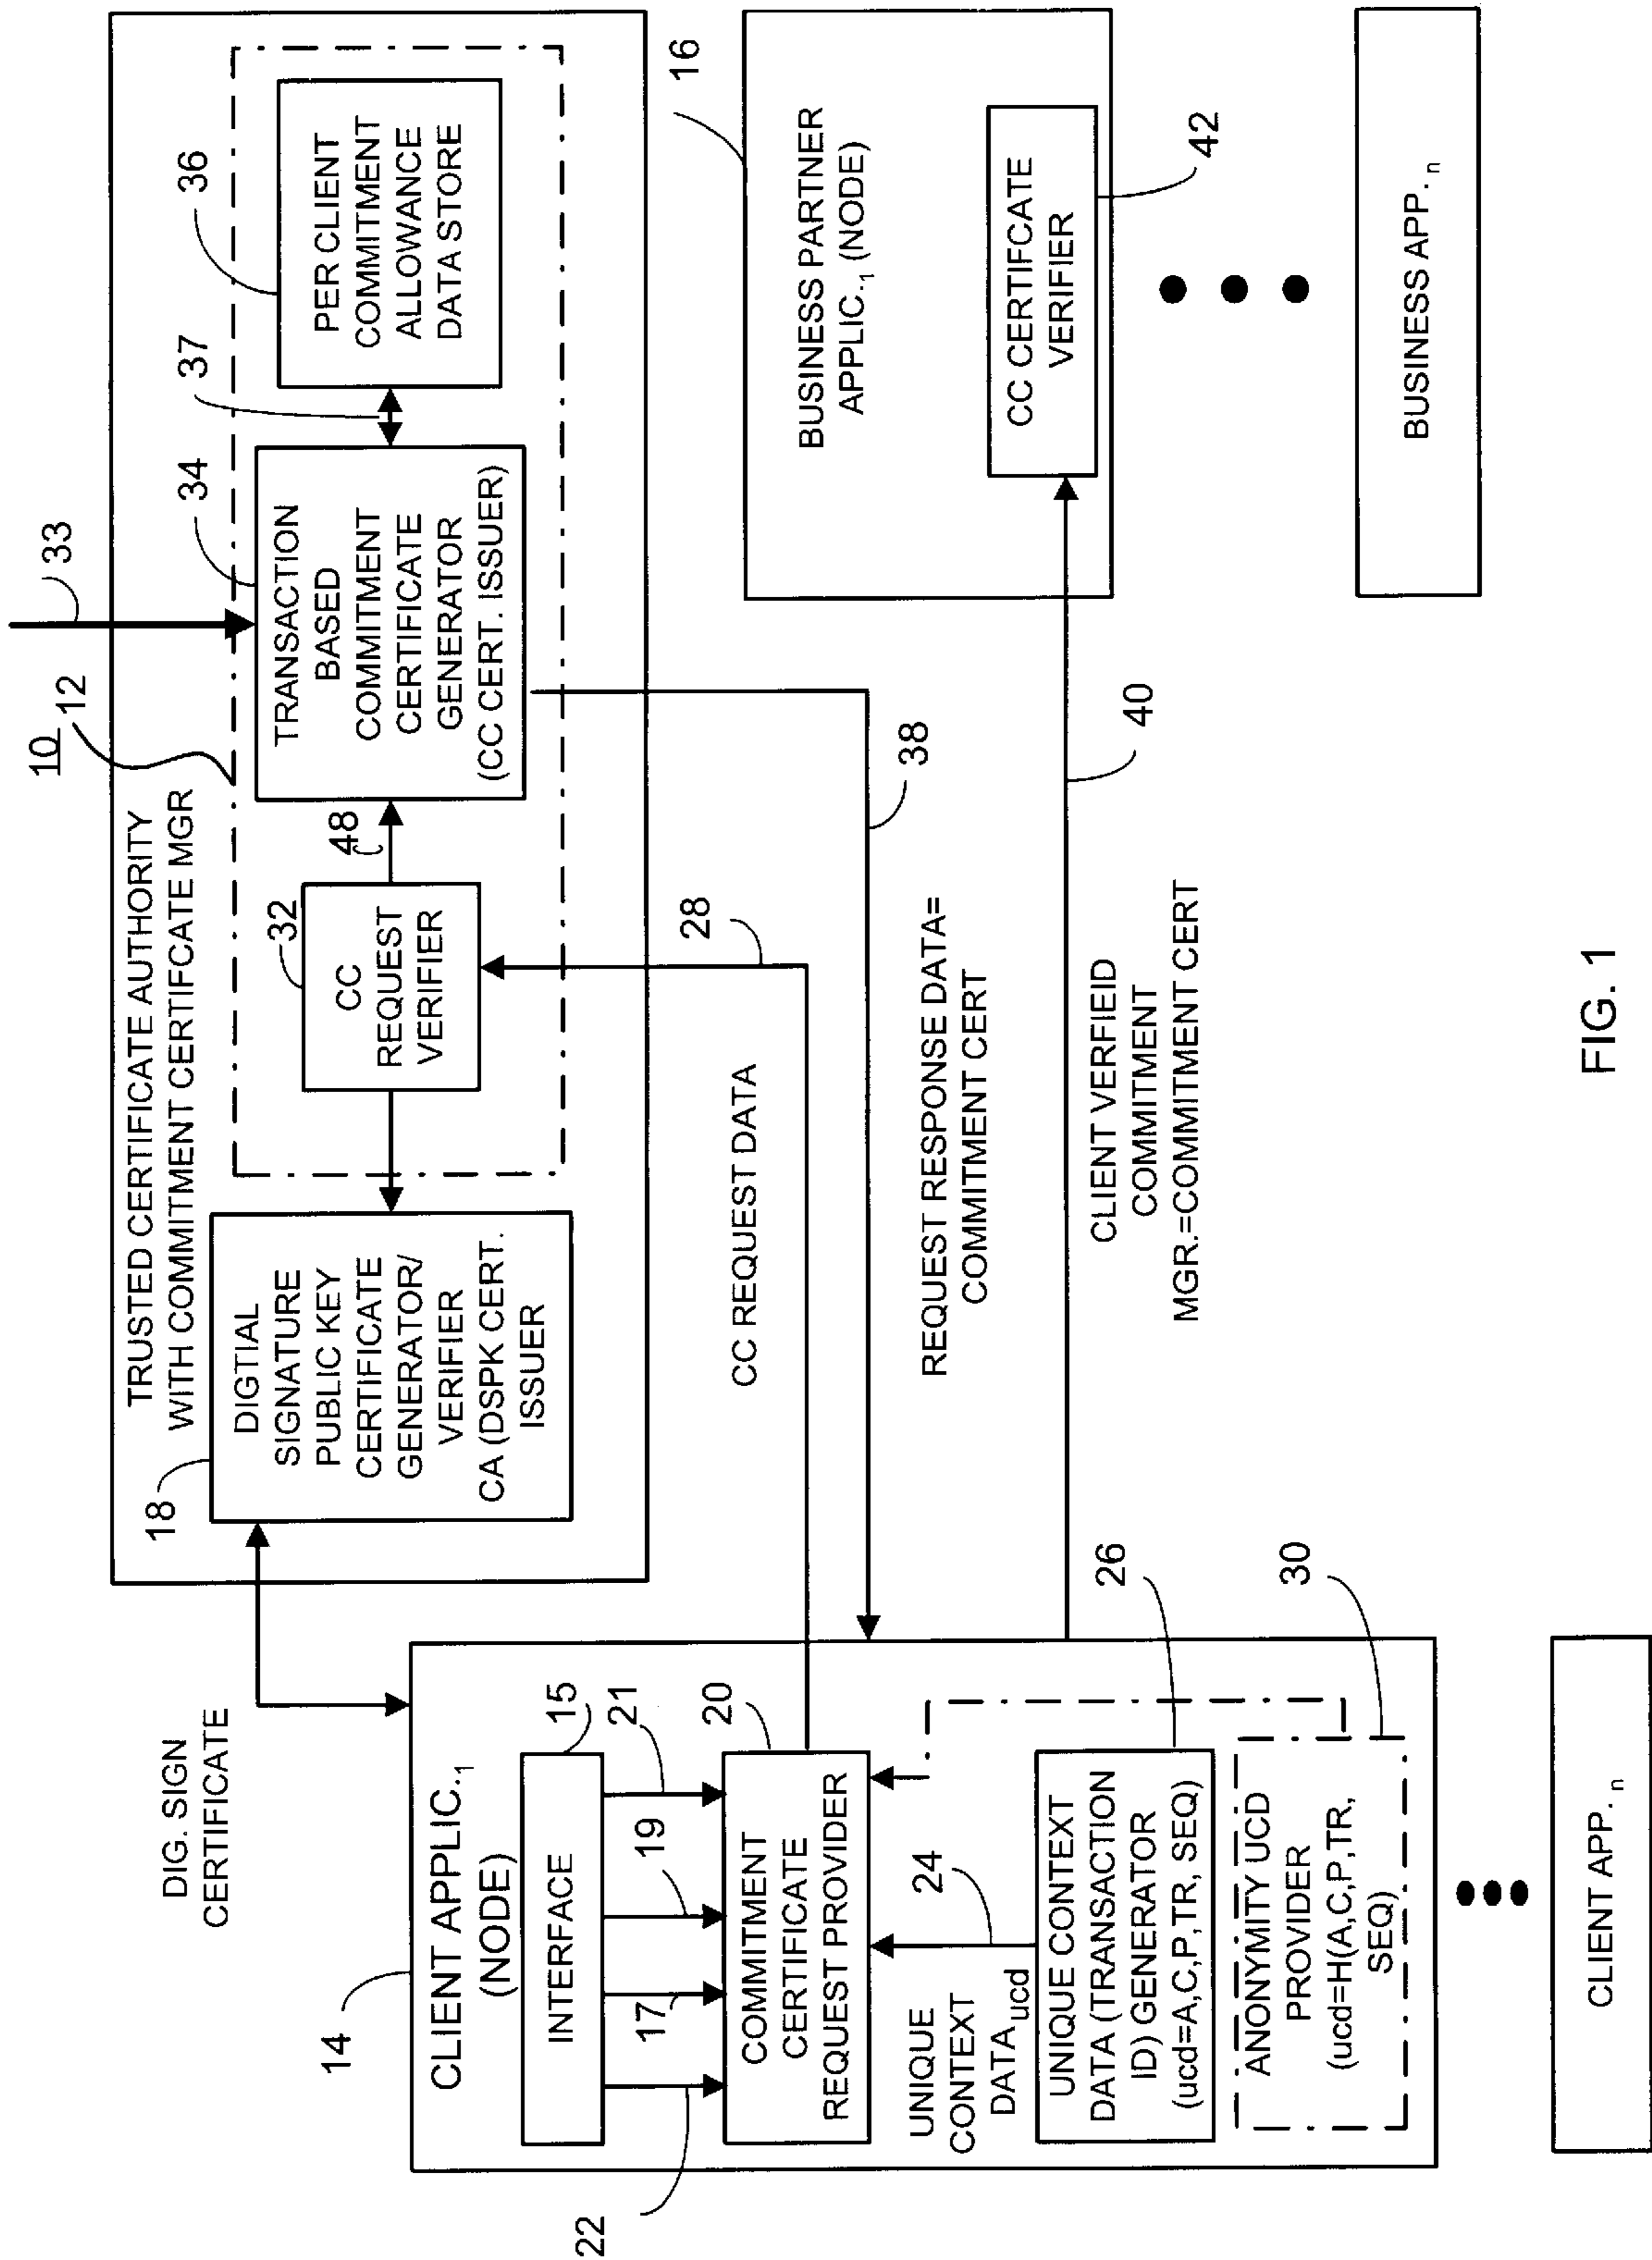 10
12
33
TRUSTED CERTIFICATE AUTHORITY
WITH COMMITMENT CERTIFCATE MGR
18
DIGTIAL
SIGNATURE
PUBLIC KEY
CERTIFICATE
GENERATOR/
VERIFIER
CA (DSPK CERT.
ISSUER
32
CC
REQUEST
VERIFIER
48
34
TRANSACTION
BASED
COMMITMENT
CERTIFICATE
GENERATOR
(CC CERT. ISSUER)
37
36
PER CLIENT
COMMITMENT
ALLOWANCE
DATA STORE
DIG. SIGN
CERTIFICATE
14
CLIENT APPLIC.1
(NODE)
INTERFACE
15
22
17
19
21
COMMITMENT
CERTIFICATE
REQUEST PROVIDER
20
UNIQUE
CONTEXT
DATAucd
24
UNIQUE CONTEXT
DATA (TRANSACTION
ID) GENERATOR
(ucd=A,C,P,TR, SEQ)
26
ANONYMITY UCD
PROVIDER
(ucd=H(A,C,P,TR,
SEQ)
30
CLIENT APP.n
CC REQUEST DATA
28
REQUEST RESPONSE DATA=
COMMITMENT CERT
38
CLIENT VERFIEID
COMMITMENT
MGR.=COMMITMENT CERT
40
16
BUSINESS PARTNER
APPLIC.1 (NODE)
CC CERTIFCATE
VERIFIER
42
BUSINESS APP.n
FIG. 1